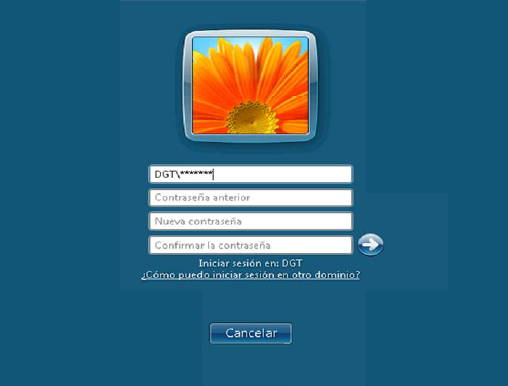 DGT\*******
Contraseña anterior
Nueva contraseña
Confirmar la contraseña
Iniciar sesión en: DGT
¿Cómo puedo iniciar sesión en otro dominio?
Cancelar